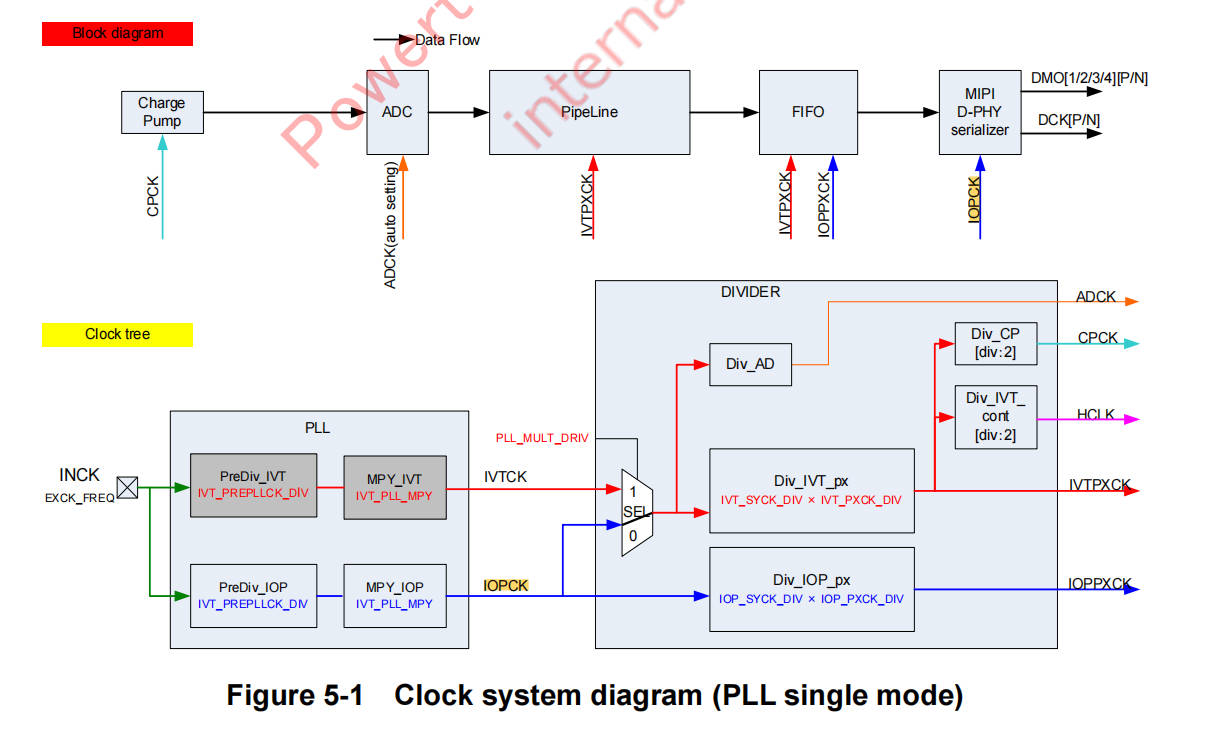 Block diagram
Data Flow
Charge
Pump
ADC
PipeLine
FIFO
MIPI
D-PHY
serializer
DMO[1/2/3/4][P/N]
DCK[P/N]
CPCK
ADCK(auto setting)
IVTPXCK
IVTPXCK
IOPPXCK
IOPCK
Clock tree
DIVIDER
ADCK
Div_CP
[div:2]
CPCK
Div_AD
Div_IVT_
cont
[div:2]
HCLK
PLL
PLL_MULT_DRIV
INCK
EXCK_FREQ
PreDiv_IVT
IVT_PREPLLCK_DIV
MPY_IVT
IVT_PLL_MPY
IVTCK
1
SEL
0
Div_IVT_px
IVT_SYCK_DIV × IVT_PXCK_DIV
IVTPXCK
PreDiv_IOP
IVT_PREPLLCK_DIV
MPY_IOP
IVT_PLL_MPY
IOPCK
Div_IOP_px
IOP_SYCK_DIV × IOP_PXCK_DIV
IOPPXCK
Figure 5-1 Clock system diagram (PLL single mode)